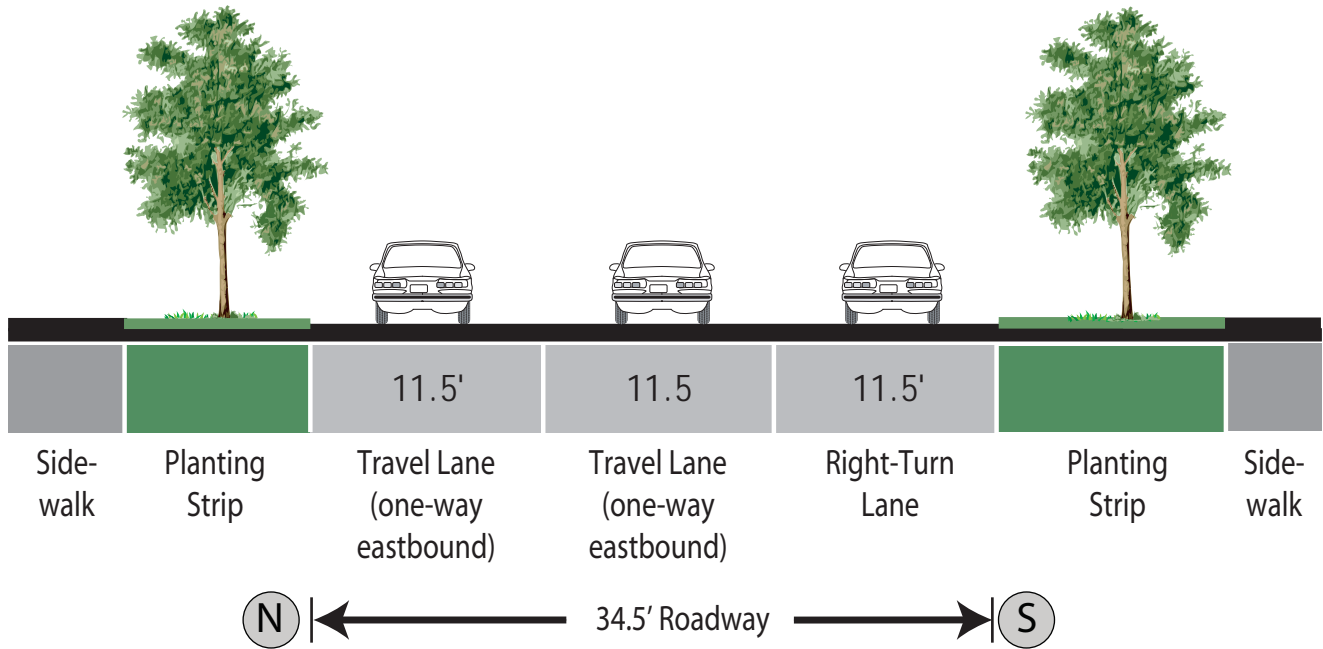 11.5'
11.5
11.5'
Side-
walk
Planting
Strip
Travel Lane
(one-way
eastbound)
Travel Lane
(one-way
eastbound)
Right-Turn
Lane
Planting
Strip
Side-
walk
N
34.5’ Roadway
S